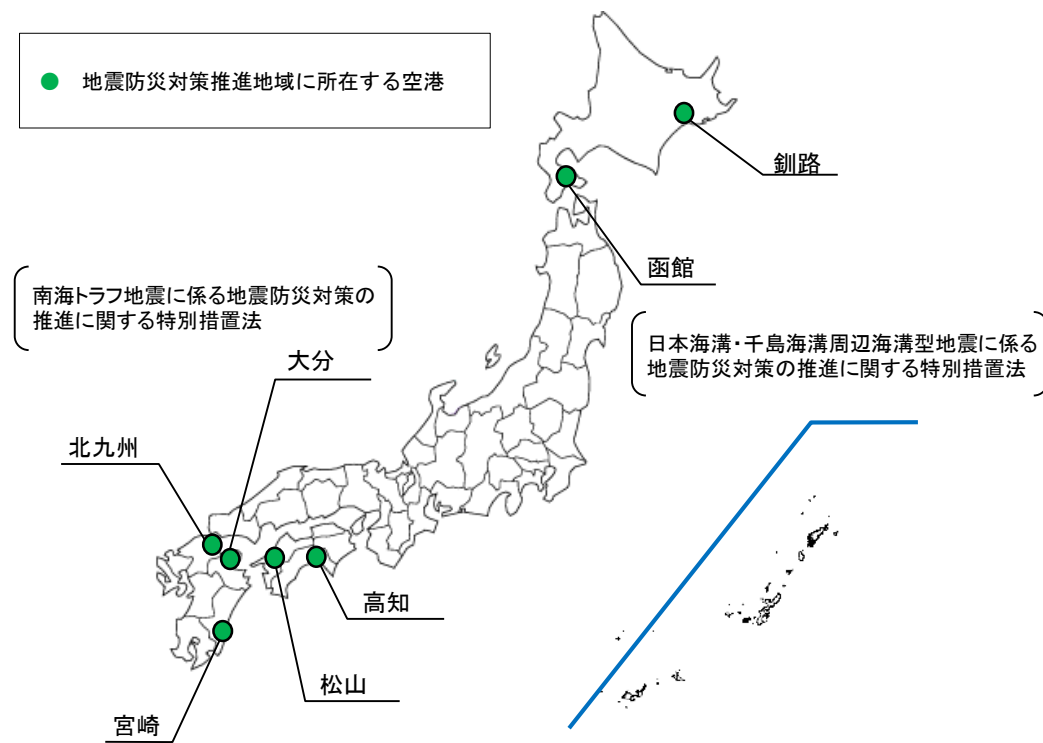 地震防災対策推進地域に所在する空港
釧路
函館
南海トラフ地震に係る地震防災対策の
推進に関する特別措置法
日本海溝・千島海溝周辺海溝型地震に係る
地震防災対策の推進に関する特別措置法
大分
北九州
高知
松山
宮崎